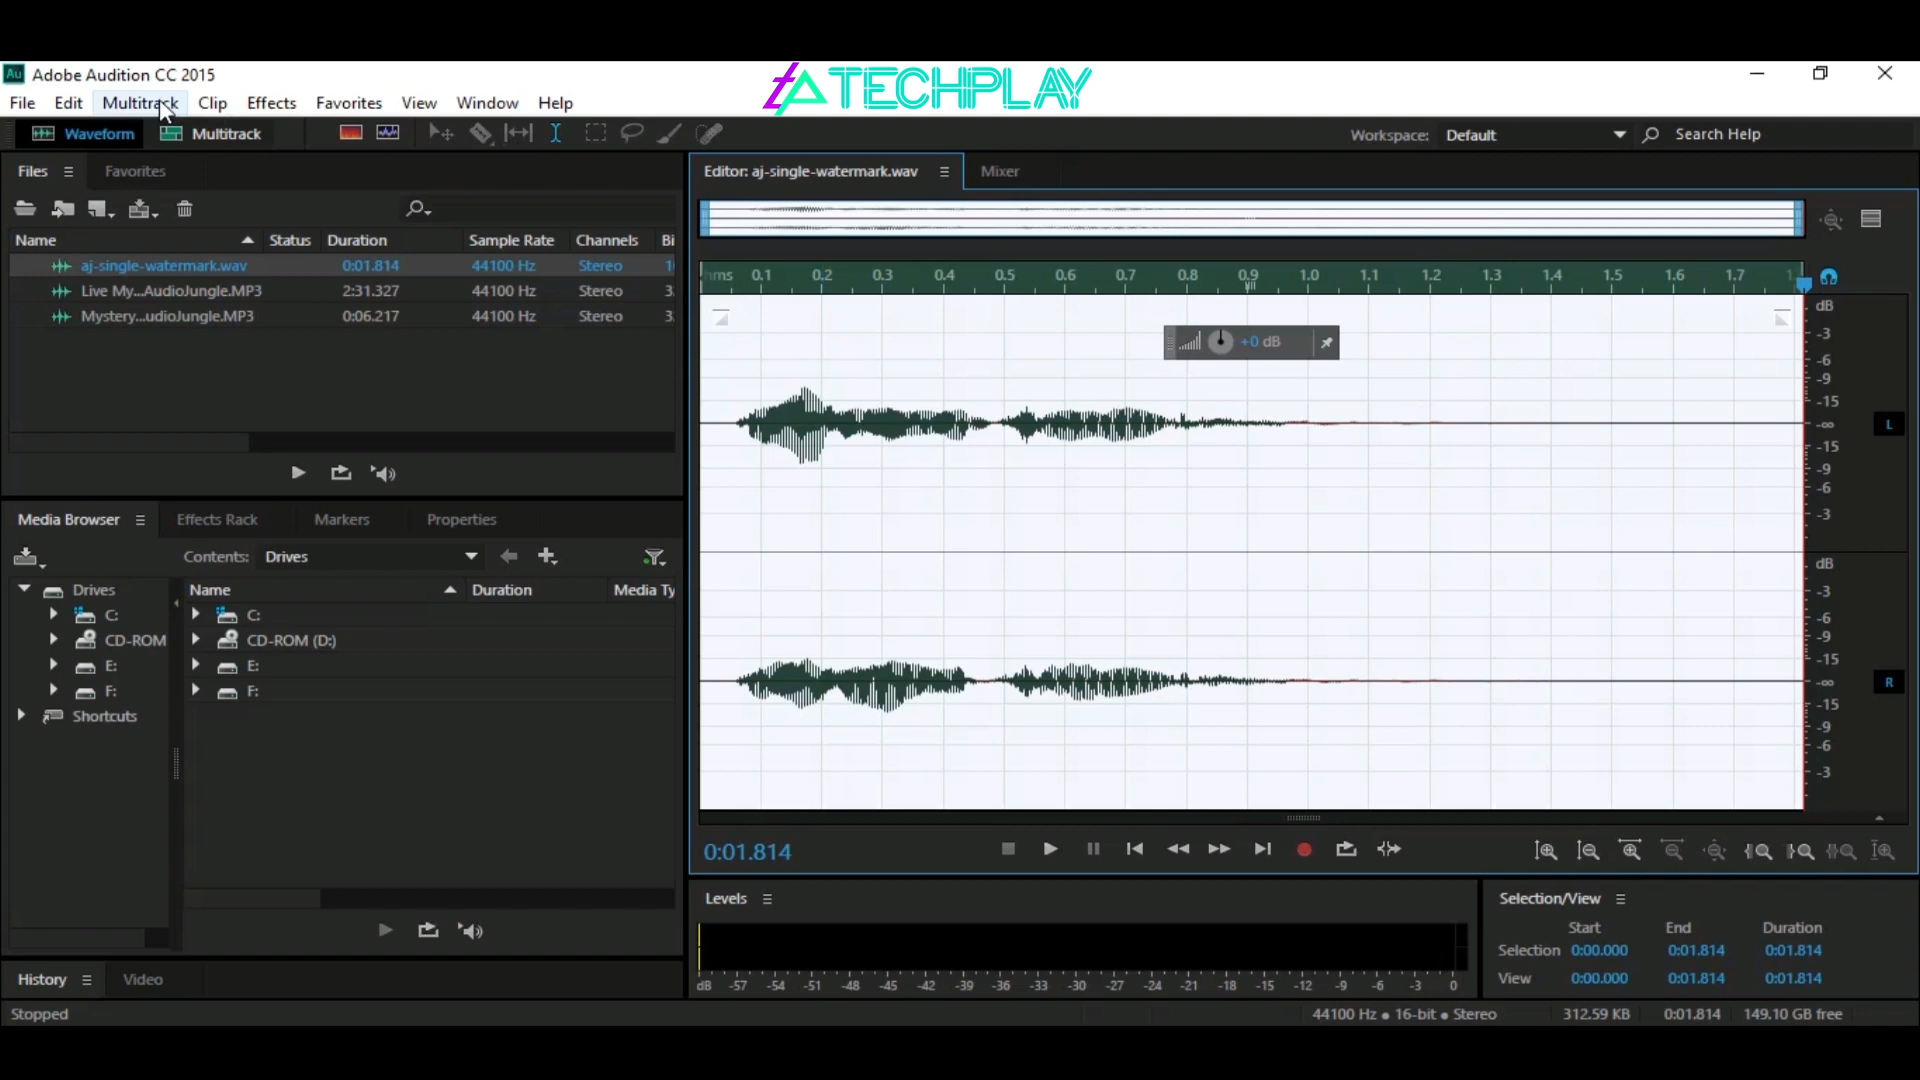 Adobe Audition CC 2015
TECHPLAY
File Edit Multitrack Clip Effects Favorites View Window Help
Waveform Multitrack
Workspace: Default Search Help
Files Favorites
Name Status Duration Sample Rate Channels Bi
aj-single-watermark.wav 0:01.814 44100 Hz Stereo 1
Live My...AudioJungle.MP3 2:31.327 44100 Hz Stereo 3
Mystery...udioJungle.MP3 0:06.217 44100 Hz Stereo 3
Media Browser Effects Rack Markers Properties
Contents: Drives
Drives
C:
CD-ROM
E:
F:
Shortcuts
Name Duration Media Ty
C:
CD-ROM (D:)
E:
F:
History Video
Stopped
Editor: aj-single-watermark.wav Mixer
hms 0.1 0.2 0.3 0.4 0.5 0.6 0.7 0.8 0.9 1.0 1.1 1.2 1.3 1.4 1.5 1.6 1.7 1.
+0 dB
dB
-3
-6
-9
-15
-∞
L
-15
-9
-6
-3
dB
-3
-6
-9
-15
-∞
R
-15
-9
-6
-3
0:01.814
Levels
dB -57 -54 -51 -48 -45 -42 -39 -36 -33 -30 -27 -24 -21 -18 -15 -12 -9 -6 -3 0
Selection/View
Start End Duration
Selection 0:00.000 0:01.814 0:01.814
View 0:00.000 0:01.814 0:01.814
44100 Hz • 16-bit • Stereo 312.59 KB 0:01.814 149.10 GB free